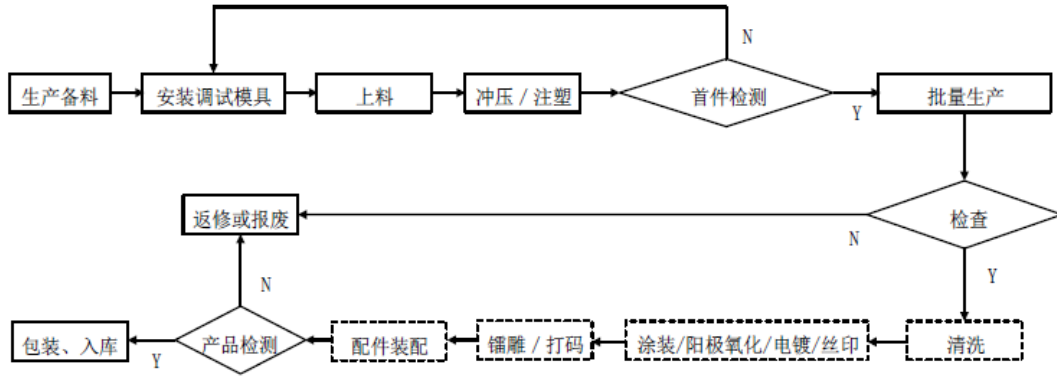 N
生产备料
安装调试模具
上料
冲压 / 注塑
首件检测
Y
批量生产
返修或报废
N
检查
N
Y
包装、入库
Y
产品检测
配件装配
镭雕 / 打码
涂装/阳极氧化/电镀/丝印
清洗